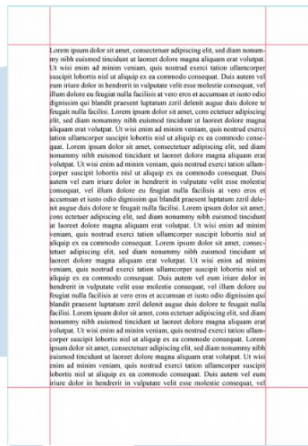 Lorem ipsum dolor sit amet, consectetuer adipiscing elit, sed diam nonum-
my nibh euismod tincidunt ut laoreet dolore magna aliquam erat volutpat.
Ut wisi enim ad minim veniam, quis nostrud exerci tation ullamcorper
suscipit lobortis nisl ut aliquip ex ea commodo consequat. Duis autem vel
eum iriure dolor in hendrerit in vulputate velit esse molestie consequat, vel
illum dolore eu feugiat nulla facilisis at vero eros et accumsan et iusto odio
dignissim qui blandit praesent luptatum zzril delenit augue duis dolore te
feugait nulla facilisi. Lorem ipsum dolor sit amet, cons ectetuer adipiscing
elit, sed diam nonummy nibh euismod tincidunt ut laoreet dolore magna
aliquam erat volutpat. Ut wisi enim ad minim veniam, quis nostrud exerci
tation ullamcorper suscipit lobortis nisl ut aliquip ex ea commodo conse-
quat. Lorem ipsum dolor sit amet, consectetuer adipiscing elit, sed diam
nonummy nibh euismod tincidunt ut laoreet dolore magna aliquam erat
volutpat. Ut wisi enim ad minim veniam, quis nostrud exerci tation ullam-
corper suscipit lobortis nisl ut aliquip ex ea commodo consequat. Duis
autem vel eum iriure dolor in hendrerit in vulputate velit esse molestie
consequat, vel illum dolore eu feugiat nulla facilisis at vero eros et
accumsan et iusto odio dignissim qui blandit praesent luptatum zzril dele-
nit augue duis dolore te feugait nulla facilisi. Lorem ipsum dolor sit amet,
cons ectetuer adipiscing elit, sed diam nonummy nibh euismod tincidunt
ut laoreet dolore magna aliquam erat volutpat. Ut wisi enim ad minim
veniam, quis nostrud exerci tation ullamcorper suscipit lobortis nisl ut
aliquip ex ea commodo consequat. Lorem ipsum dolor sit amet, consec-
tetuer adipiscing elit, sed diam nonummy nibh euismod tincidunt ut
laoreet dolore magna aliquam erat volutpat. Ut wisi enim ad minim
veniam, quis nostrud exerci tation ullamcorper suscipit lobortis nisl ut
aliquip ex ea commodo consequat. Duis autem vel eum iriure dolor in
hendrerit in vulputate velit esse molestie consequat, vel illum dolore eu
feugiat nulla facilisis at vero eros et accumsan et iusto odio dignissim qui
blandit praesent luptatum zzril delenit augue duis dolore te feugait nulla
facilisi. Lorem ipsum dolor sit amet, cons ectetuer adipiscing elit, sed diam
nonummy nibh euismod tincidunt ut laoreet dolore magna aliquam erat
volutpat. Ut wisi enim ad minim veniam, quis nostrud exerci tation ullam-
corper suscipit lobortis nisl ut aliquip ex ea commodo consequat. Lorem
ipsum dolor sit amet, consectetuer adipiscing elit, sed diam nonummy nibh
euismod tincidunt ut laoreet dolore magna aliquam erat volutpat. Ut wisi
enim ad minim veniam, quis nostrud exerci tation ullamcorper suscipit
lobortis nisl ut aliquip ex ea commodo consequat. Duis autem vel eum
iriure dolor in hendrerit in vulputate velit esse molestie consequat, vel